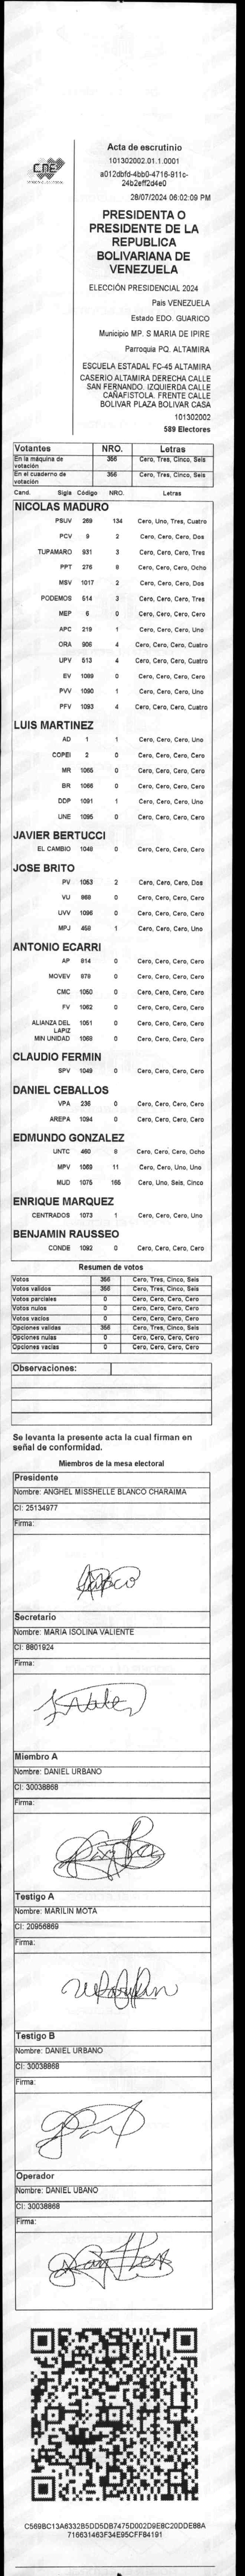 CNE
Acta de escrutinio
101302002.01.1.0001
a012dbfd-4bb0-4716-911c-
24b2eff2d4e0
28/07/2024 06:02:09 PM
PRESIDENTA O
PRESIDENTE DE LA
REPUBLICA
BOLIVARIANA DE
VENEZUELA
ELECCIÓN PRESIDENCIAL 2024
País VENEZUELA
Estado EDO. GUARICO
Municipio MP. S MARIA DE IPIRE
Parroquia PQ. ALTAMIRA
ESCUELA ESTADAL FC-45 ALTAMIRA
CASERIO ALTAMIRA DERECHA CALLE
SAN FERNANDO. IZQUIERDA CALLE
CAÑAFISTOLA. FRENTE CALLE
BOLIVAR PLAZA BOLIVAR CASA
101302002
589 Electores
Votantes NRO. Letras
En la máquina de votación 356 Cero, Tres, Cinco, Seis
En el cuaderno de votación 356 Cero, Tres, Cinco, Seis
Cand. Sigla Código NRO. Letras
NICOLAS MADURO
PSUV 269 134 Cero, Uno, Tres, Cuatro
PCV 9 2 Cero, Cero, Cero, Dos
TUPAMARO 931 3 Cero, Cero, Cero, Tres
PPT 276 8 Cero, Cero, Cero, Ocho
MSV 1017 2 Cero, Cero, Cero, Dos
PODEMOS 514 3 Cero, Cero, Cero, Tres
MEP 6 0 Cero, Cero, Cero, Cero
APC 219 1 Cero, Cero, Cero, Uno
ORA 906 4 Cero, Cero, Cero, Cuatro
UPV 513 4 Cero, Cero, Cero, Cuatro
EV 1089 0 Cero, Cero, Cero, Cero
PVV 1090 1 Cero, Cero, Cero, Uno
PFV 1093 4 Cero, Cero, Cero, Cuatro
LUIS MARTINEZ
AD 1 1 Cero, Cero, Cero, Uno
COPEI 2 0 Cero, Cero, Cero, Cero
MR 1065 0 Cero, Cero, Cero, Cero
BR 1066 0 Cero, Cero, Cero, Cero
DDP 1091 1 Cero, Cero, Cero, Uno
UNE 1095 0 Cero, Cero, Cero, Cero
JAVIER BERTUCCI
EL CAMBIO 1048 0 Cero, Cero, Cero, Cero
JOSE BRITO
PV 1053 2 Cero, Cero, Cero, Dos
VU 868 0 Cero, Cero, Cero, Cero
UVV 1096 0 Cero, Cero, Cero, Cero
MPJ 459 1 Cero, Cero, Cero, Uno
ANTONIO ECARRI
AP 814 0 Cero, Cero, Cero, Cero
MOVEV 878 0 Cero, Cero, Cero, Cero
CMC 1050 0 Cero, Cero, Cero, Cero
FV 1062 0 Cero, Cero, Cero, Cero
ALIANZA DEL LAPIZ 1051 0 Cero, Cero, Cero, Cero
MIN UNIDAD 1068 0 Cero, Cero, Cero, Cero
CLAUDIO FERMIN
SPV 1049 0 Cero, Cero, Cero, Cero
DANIEL CEBALLOS
VPA 236 0 Cero, Cero, Cero, Cero
AREPA 1094 0 Cero, Cero, Cero, Cero
EDMUNDO GONZALEZ
UNTC 460 8 Cero, Cero, Cero, Ocho
MPV 1069 11 Cero, Cero, Uno, Uno
MUD 1075 165 Cero, Uno, Seis, Cinco
ENRIQUE MARQUEZ
CENTRADOS 1073 1 Cero, Cero, Cero, Uno
BENJAMIN RAUSSEO
CONDE 1092 0 Cero, Cero, Cero, Cero
Resumen de votos
Votos 356 Cero, Tres, Cinco, Seis
Votos validos 356 Cero, Tres, Cinco, Seis
Votos parciales 0 Cero, Cero, Cero, Cero
Votos nulos 0 Cero, Cero, Cero, Cero
Votos vacíos 0 Cero, Cero, Cero, Cero
Opciones validas 356 Cero, Tres, Cinco, Seis
Opciones nulas 0 Cero, Cero, Cero, Cero
Opciones vacias 0 Cero, Cero, Cero, Cero
Observaciones:
Se levanta la presente acta la cual firman en
señal de conformidad.
Miembros de la mesa electoral
Presidente
Nombre: ANGHEL MISSHELLE BLANCO CHARAIMA
CI: 25134977
Firma:
Secretario
Nombre: MARIA ISOLINA VALIENTE
CI: 8801924
Firma:
Miembro A
Nombre: DANIEL URBANO
CI: 30038868
Firma:
Testigo A
Nombre: MARILIN MOTA
CI: 20956869
Firma:
Testigo B
Nombre: DANIEL URBANO
CI: 30038868
Firma:
Operador
Nombre: DANIEL UBANO
CI: 30038868
Firma:
C569BC13A6332B5DD5DB7475D002D9E8C20DDE88A
716631463F34E95CFF84191